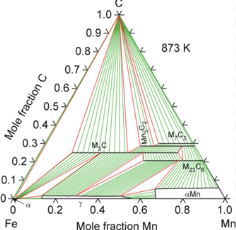 C
1.0
0.9
873 K
0.8
0.7
0.6
Mole fraction C
0.5
0.4
0.3
M₃C
Mn₅C₂
M₇C₃
0.2
M₂₃C₆
0.1
αMn
0
α
γ
0.2
0.4
0.6
0.8
1.0
Fe
Mole fraction Mn
Mn